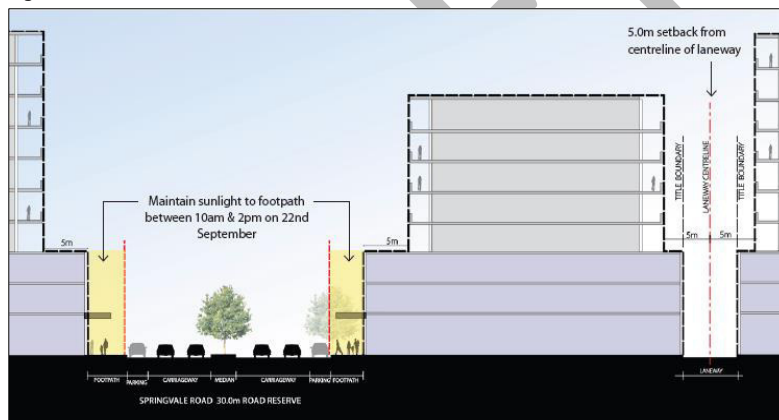 5.0m setback from
centreline of laneway
Maintain sunlight to footpath
between 10am & 2pm on 22nd
September
5m
5m
TITLE BOUNDARY
LANEWAY CENTRELINE
TITLE BOUNDARY
5m
5m
FOOTPATH
PARKING
CARRIAGEWAY
MEDIAN
CARRIAGEWAY
PARKING
FOOTPATH
LANEWAY
SPRINGVALE ROAD 30.0m ROAD RESERVE